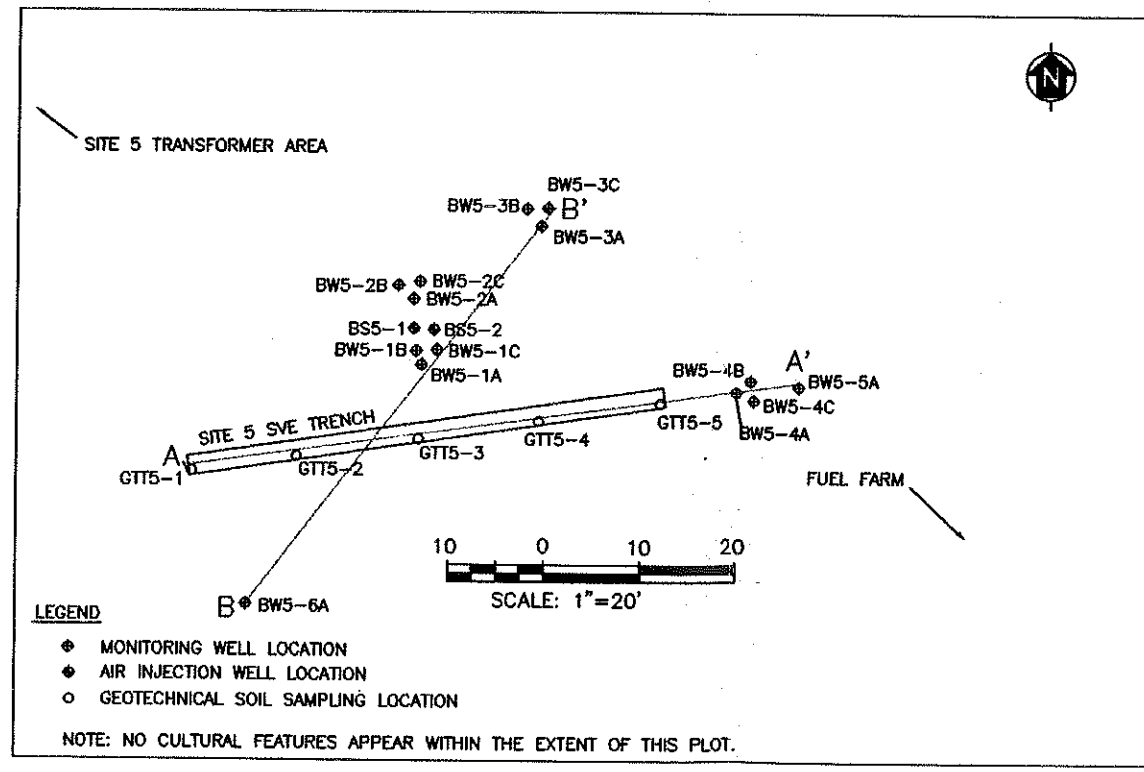 N
SITE 5 TRANSFORMER AREA
BW5-3C
BW5-3B
B'
BW5-3A
BW5-2B
BW5-2C
BW5-2A
BS5-1
BS5-2
BW5-1B
BW5-1C
BW5-1A
BW5-4B
A'
BW5-5A
BW5-4C
BW5-4A
SITE 5 SVE TRENCH
A
GTT5-1
GTT5-2
GTT5-3
GTT5-4
GTT5-5
FUEL FARM
10 0 10 20
SCALE: 1"=20'
B
BW5-6A
LEGEND
MONITORING WELL LOCATION
AIR INJECTION WELL LOCATION
GEOTECHNICAL SOIL SAMPLING LOCATION
NOTE: NO CULTURAL FEATURES APPEAR WITHIN THE EXTENT OF THIS PLOT.